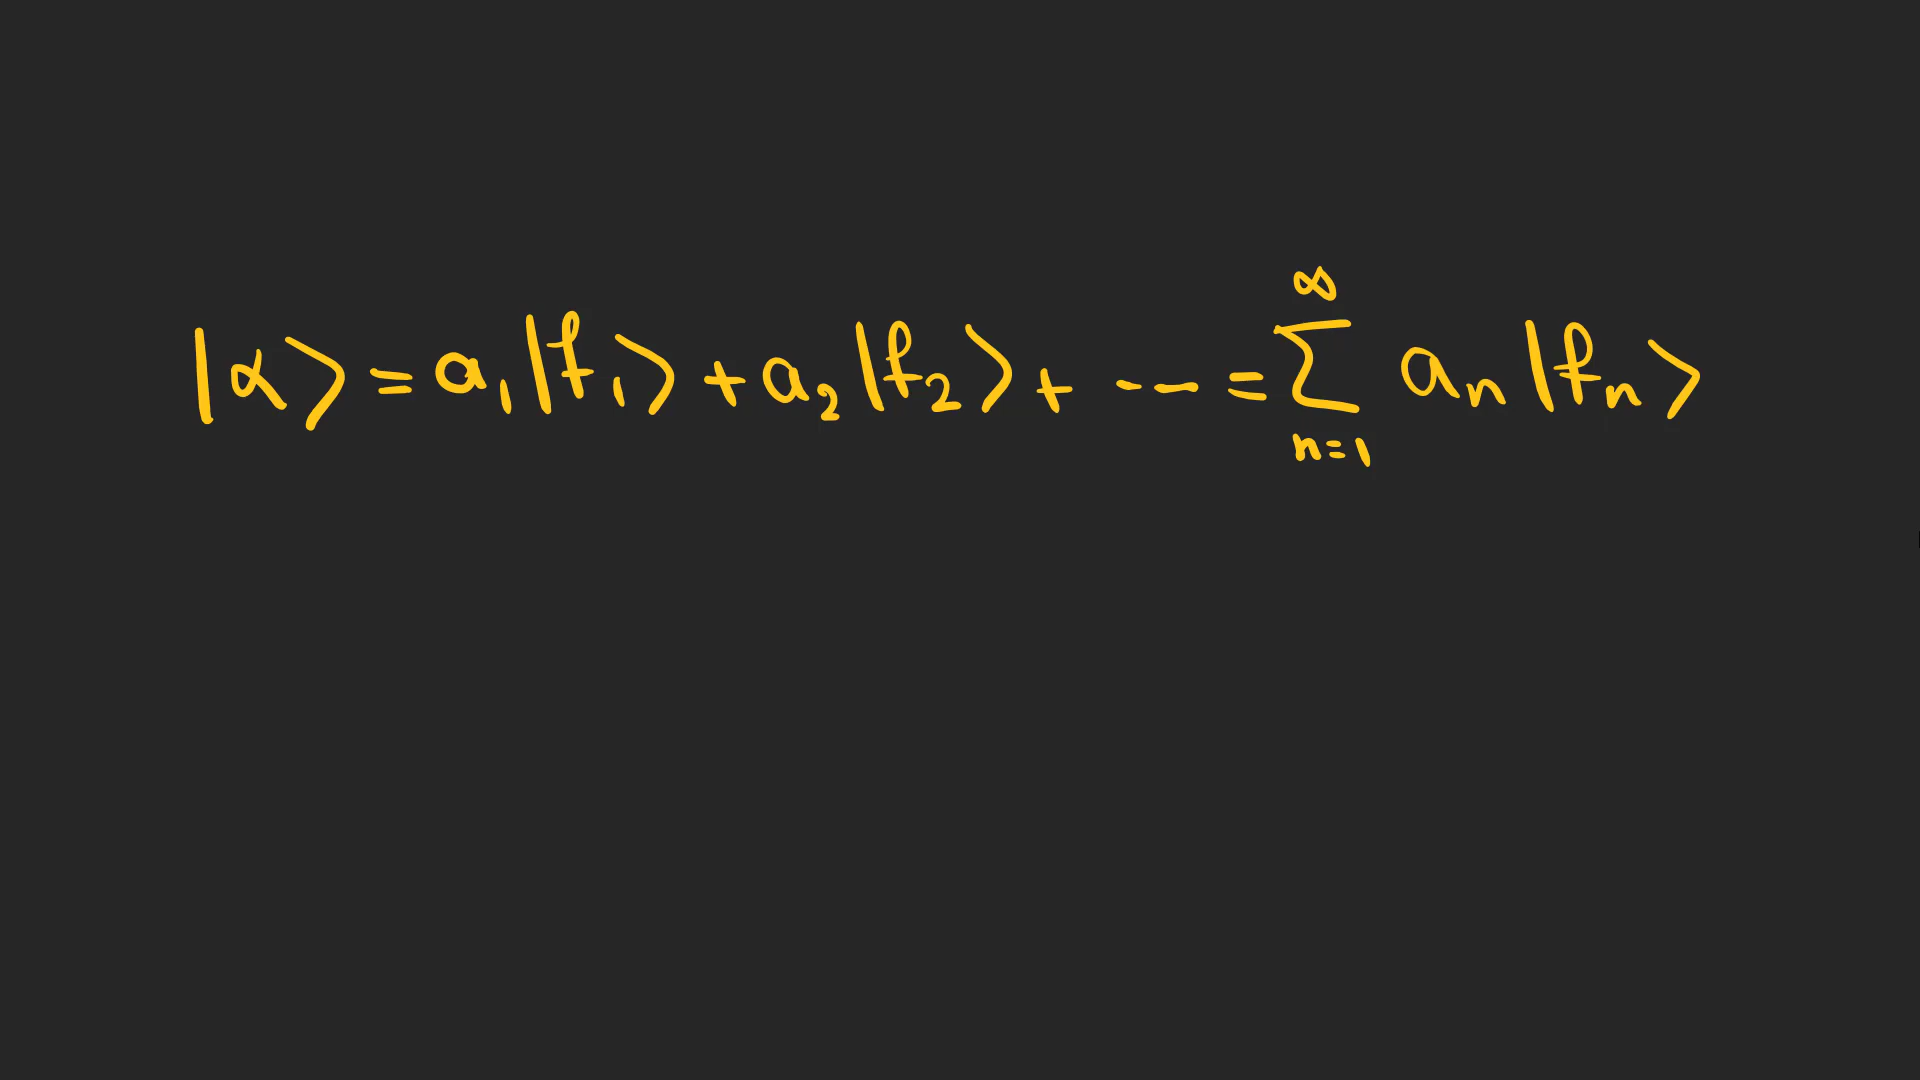 |α⟩ = a₁|f₁⟩ + a₂|f₂⟩ + --- = ∑_{n=1}^{∞} aₙ|fₙ⟩